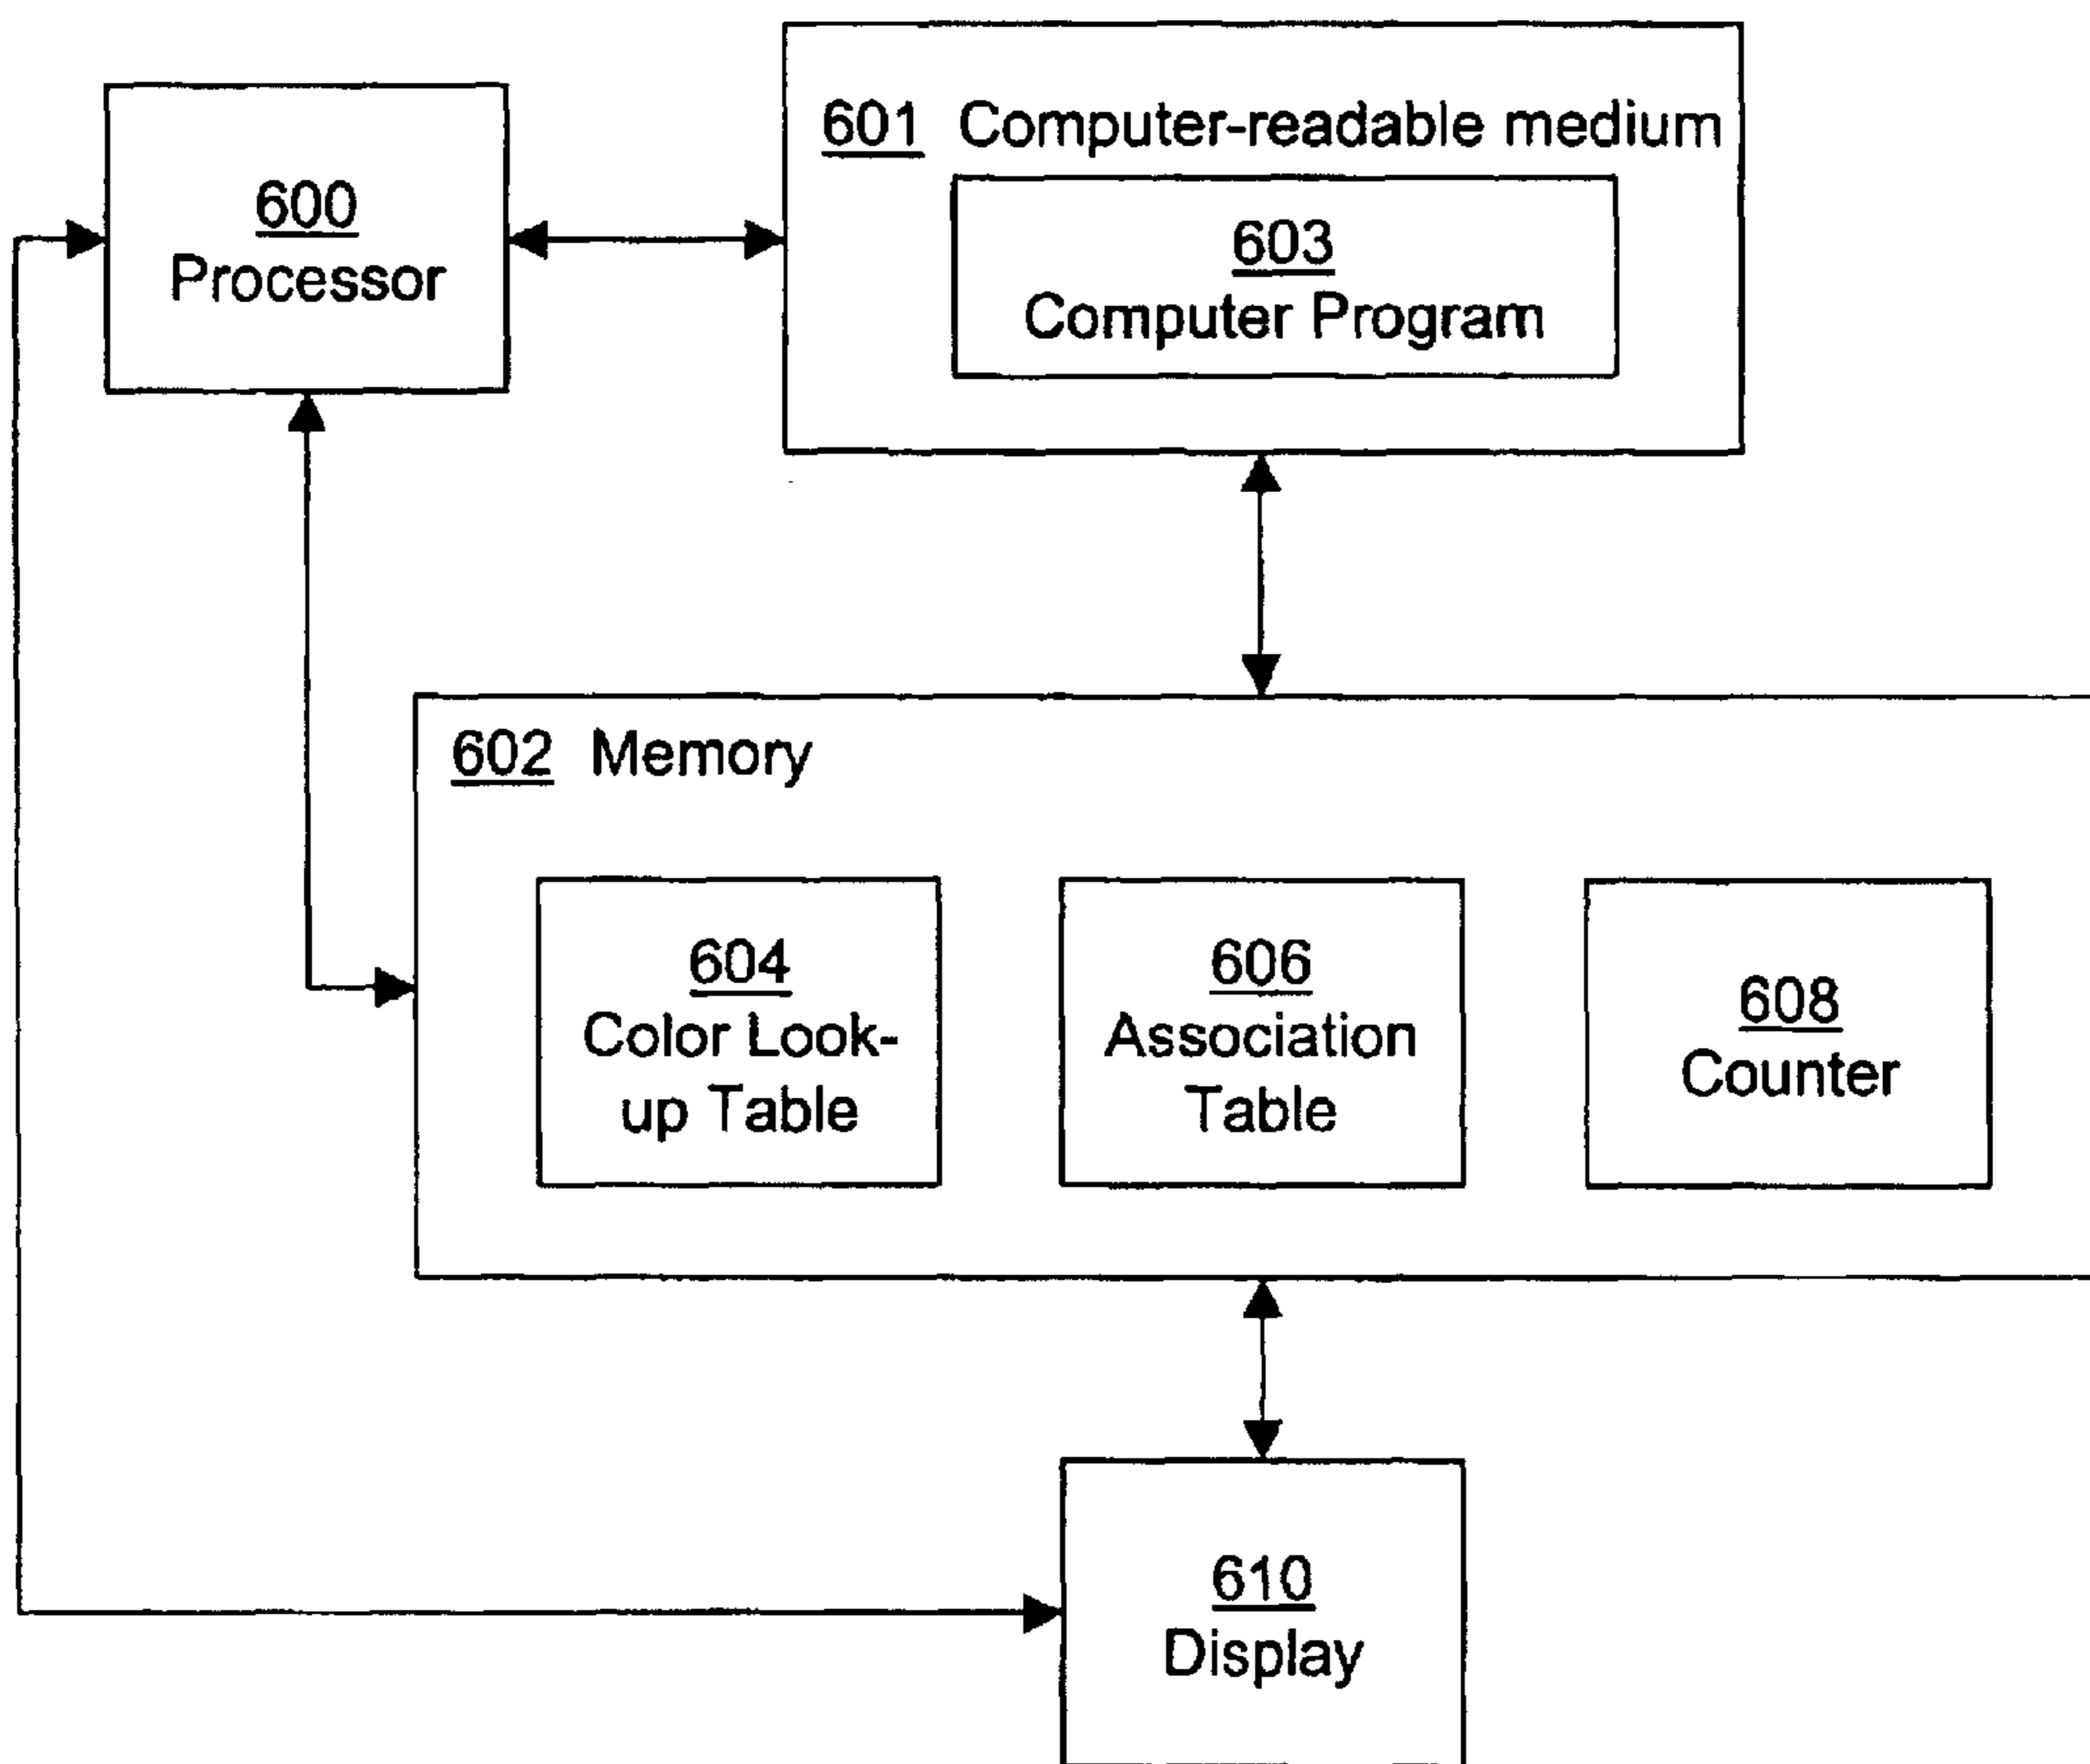 601 Computer-readable medium
600
Processor
603
Computer Program
602 Memory
604
Color Look-
up Table
606
Association
Table
608
Counter
610
Display